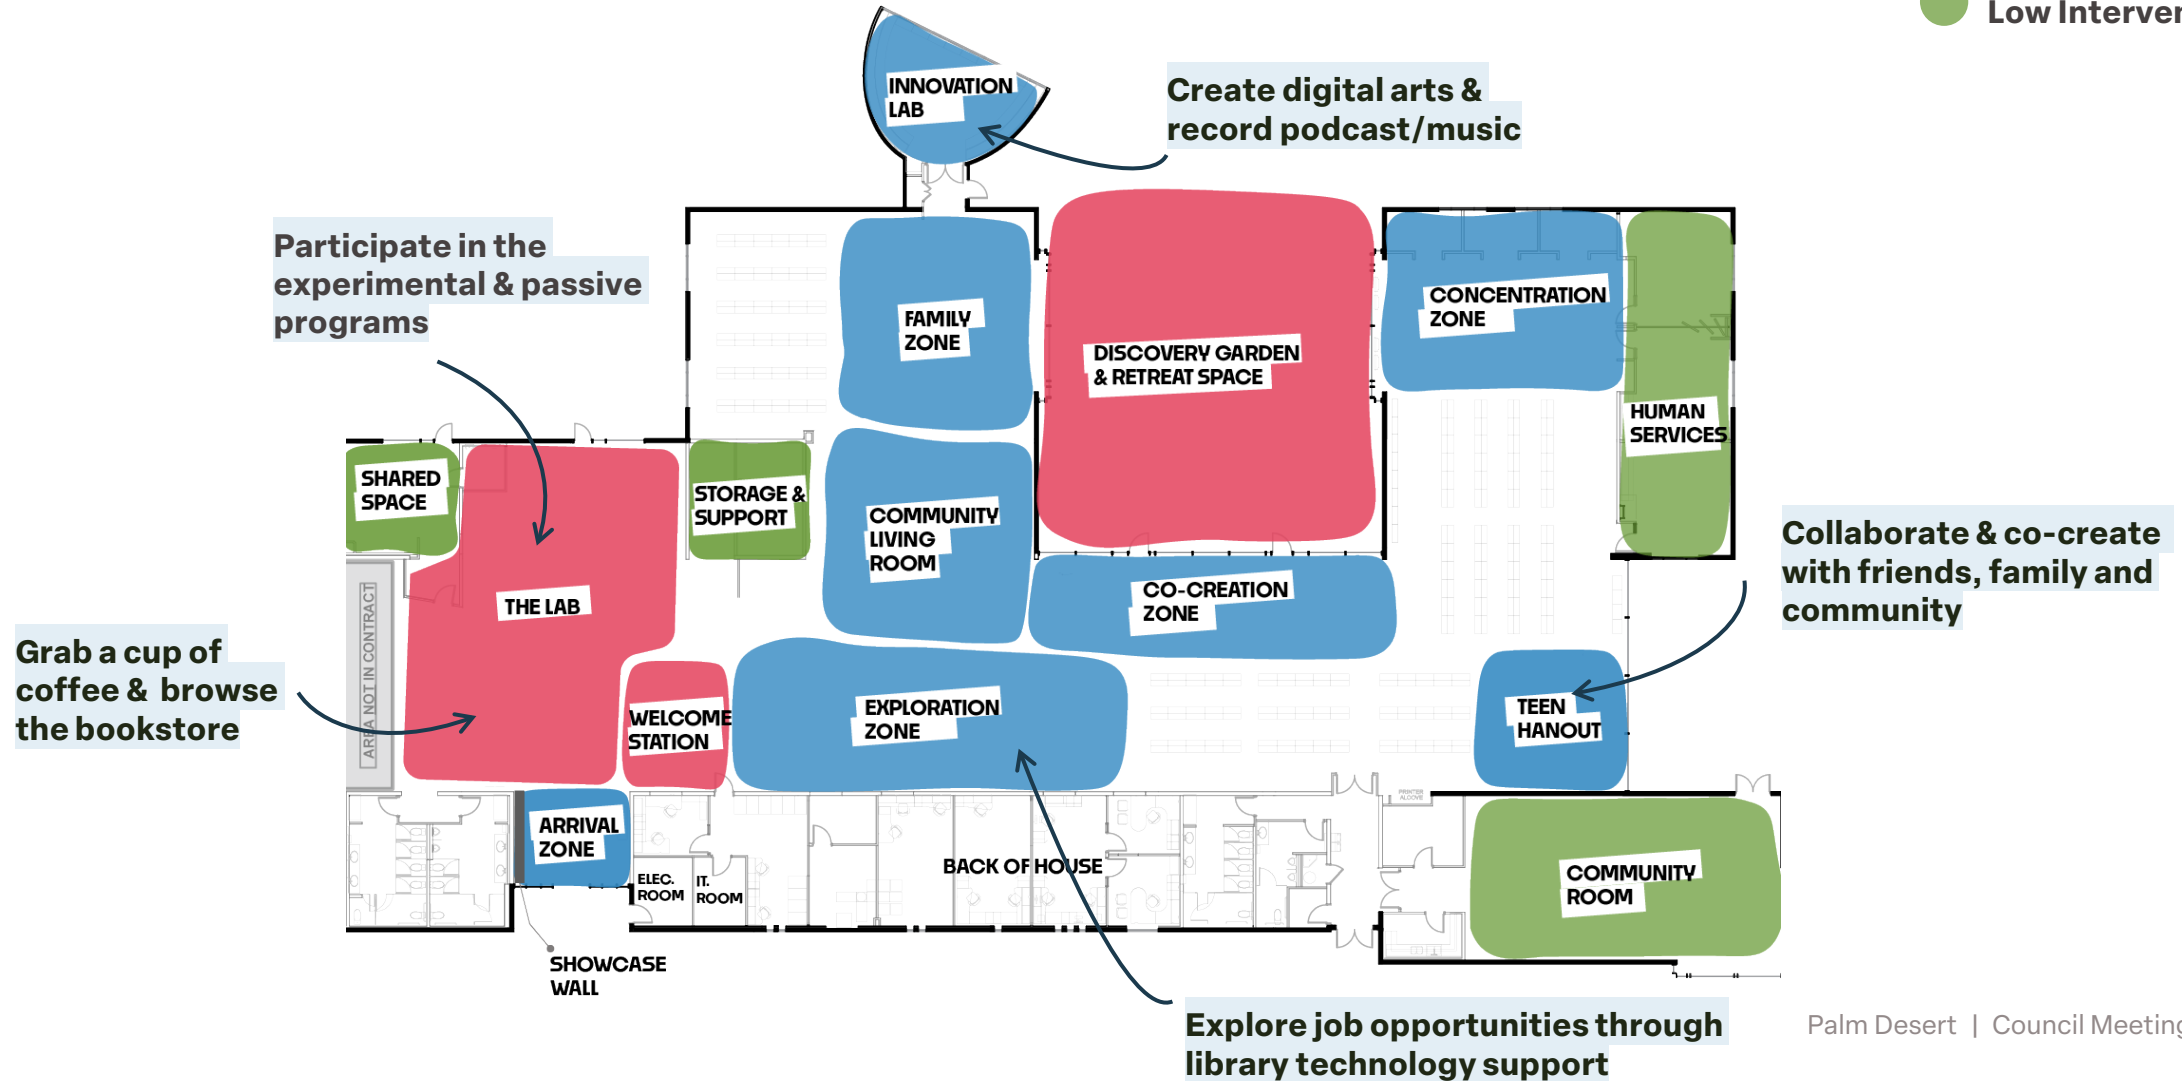 Low Interver
INNOVATION
LAB
Create digital arts &
record podcast/music
Participate in the
experimental & passive
programs
FAMILY
ZONE
DISCOVERY GARDEN
& RETREAT SPACE
CONCENTRATION
ZONE
HUMAN
SERVICES
SHARED
SPACE
STORAGE &
SUPPORT
COMMUNITY
LIVING
ROOM
Collaborate & co-create
with friends, family and
community
THE LAB
CO-CREATION
ZONE
AREA NOT IN CONTRACT
Grab a cup of
coffee & browse
the bookstore
WELCOME
STATION
EXPLORATION
ZONE
TEEN
HANOUT
PRINTER
ALCOVE
ARRIVAL
ZONE
ELEC.
ROOM
IT.
ROOM
BACK OF HOUSE
COMMUNITY
ROOM
SHOWCASE
WALL
Explore job opportunities through
library technology support
Palm Desert | Council Meeting